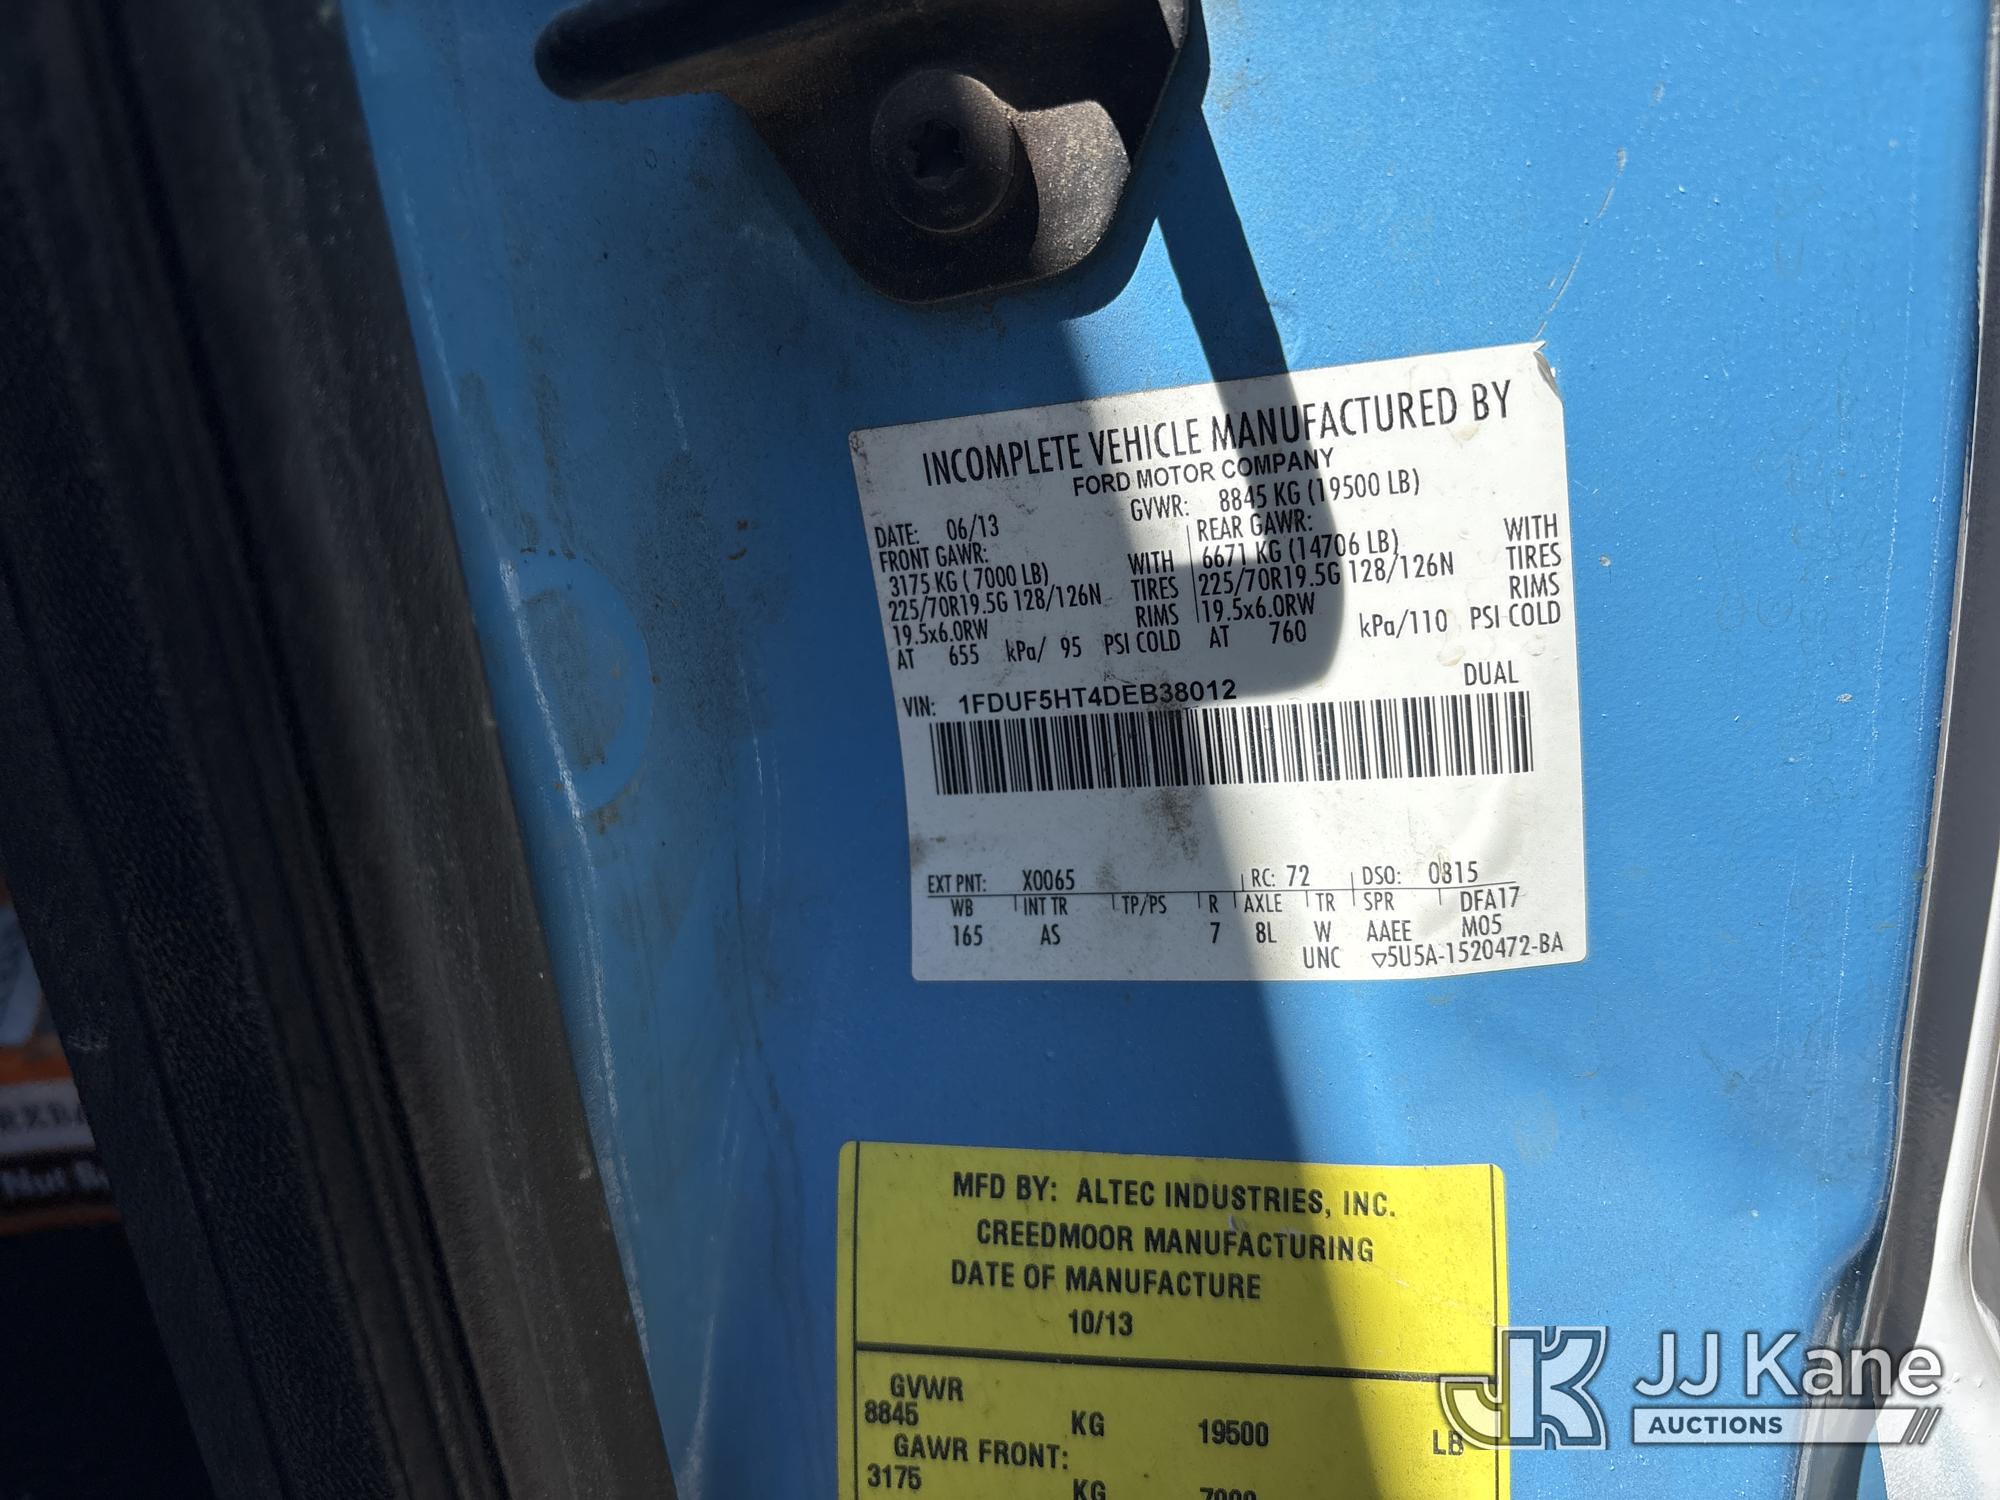 INCOMPLETE VEHICLE MANUFACTURED BY
FORD MOTOR COMPANY
GVWR: 8845 KG (19500 LB)
DATE: 06/13
FRONT GAWR:
3175 KG ( 7000 LB) WITH
225/70R19.5G 128/126N TIRES
19.5x6.0RW RIMS
AT 655 kPa/ 95 PSI COLD
REAR GAWR: WITH
6671 KG (14706 LB) TIRES
225/70R19.5G 128/126N RIMS
19.5x6.0RW
AT 760 kPa/110 PSI COLD
DUAL
VIN: 1FDUF5HT4DEB38012
EXT PNT: X0065 RC: 72 DSO: 0815
WB INT TR TP/PS R AXLE TR SPR DFA17
165 AS 7 8L W AAEE M05
UNC ▽5U5A-1520472-BA
MFD BY: ALTEC INDUSTRIES, INC.
CREEDMOOR MANUFACTURING
DATE OF MANUFACTURE
10/13
GVWR
8845 KG 19500 LB
GAWR FRONT:
3175 KG 7000
JK JJ Kane
AUCTIONS